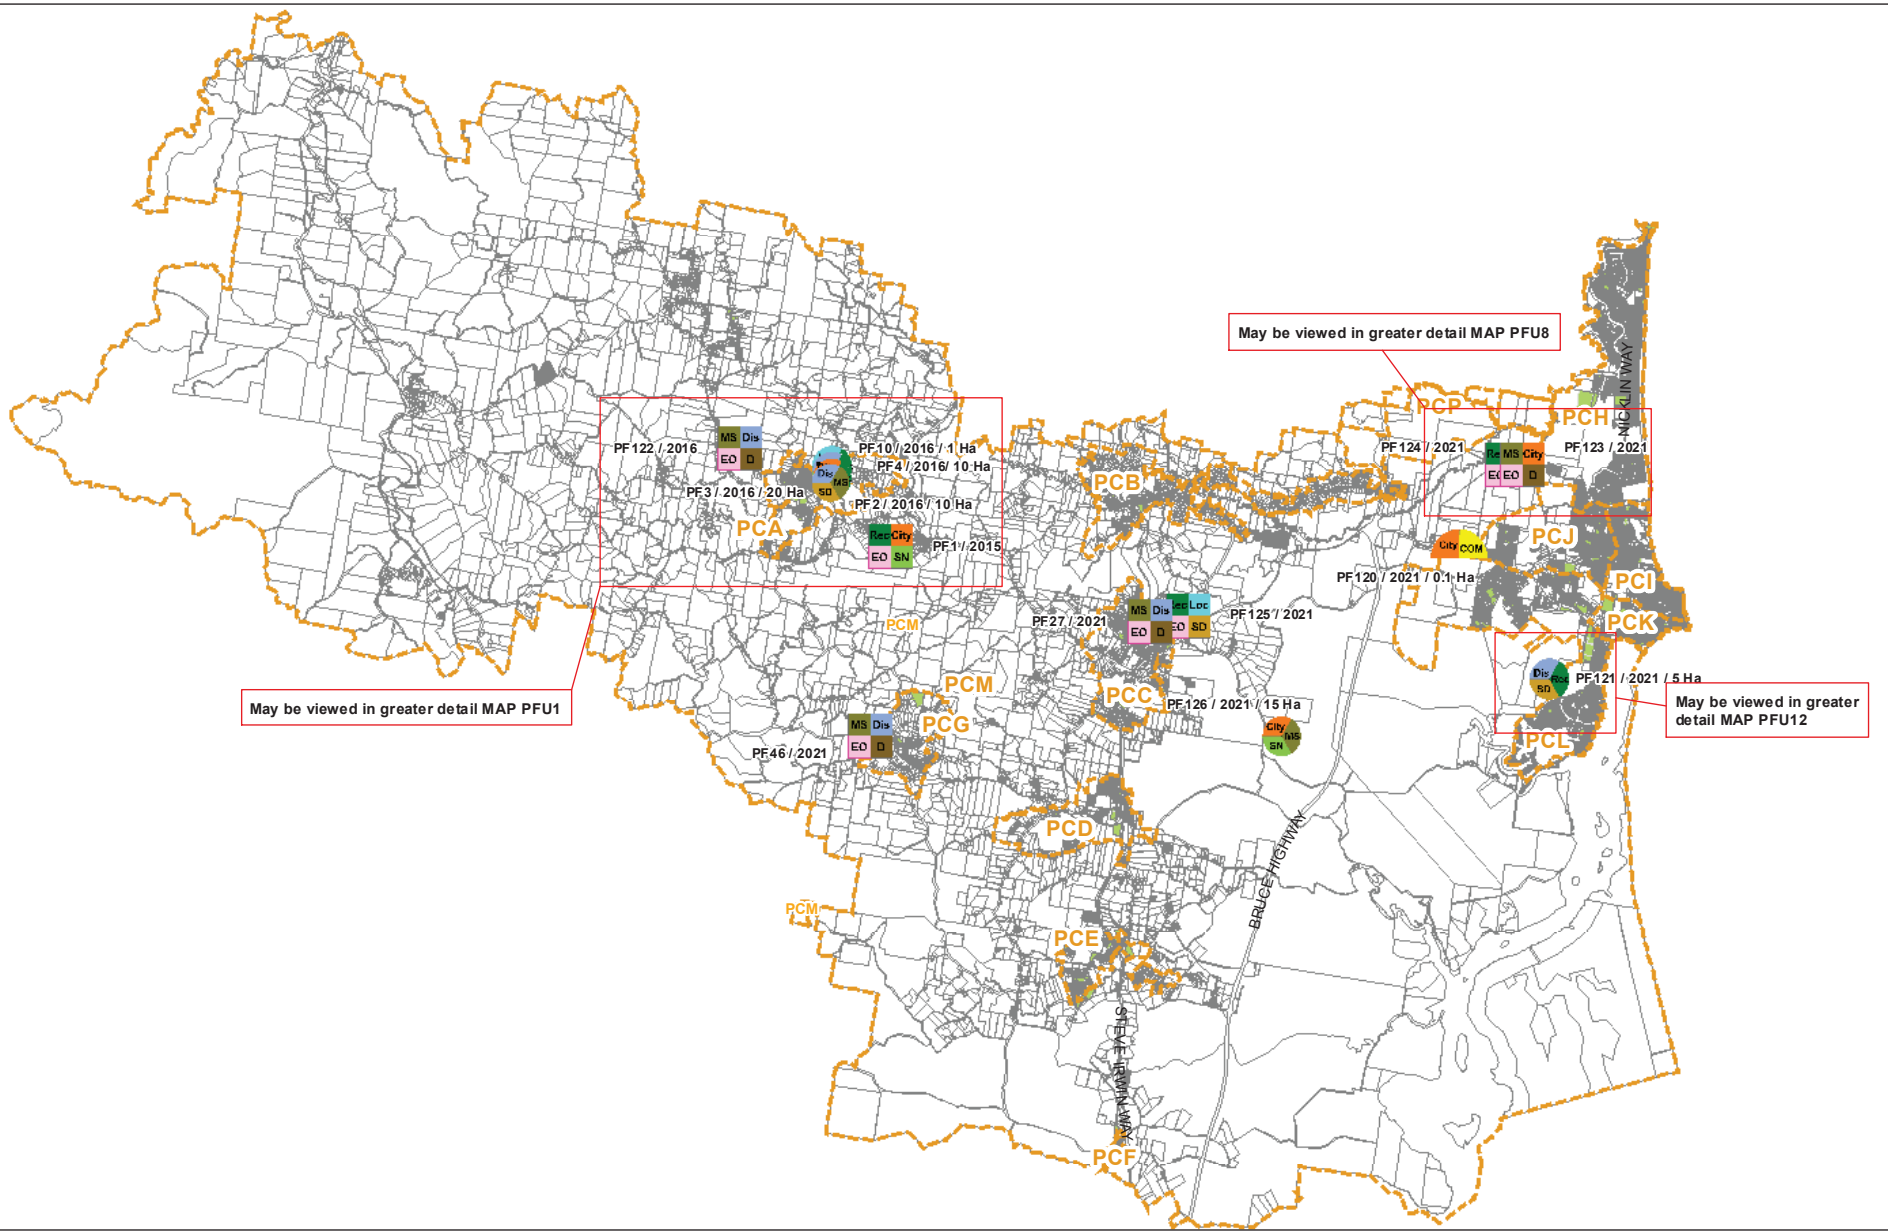 May be viewed in greater detail MAP PFU8
NICKLIN WAY
PCP
PCH
PF122 / 2016
MS Dis
EO D
PF10 / 2016 / 1 Ha
PF4 / 2016 / 10 Ha
Dis
MS
SD
PF3 / 2016 / 20 Ha
PF2 / 2016 / 10 Ha
PCA
Rec City
EO SN
PF1 / 2015
PCB
PF124 / 2021
MS City
EO D
PF123 / 2021
PCJ
City COM
PF120 / 2021 / 0.1 Ha
PCI
PCK
PCM
PF27 / 2021
MS Dis
EO D
Rec Loc
EO SD
PF125 / 2021
PCC
PF126 / 2021 / 15 Ha
City
MS
SN
Dis
Rec
SD
PF121 / 2021 / 5 Ha
May be viewed in greater
detail MAP PFU12
PCL
May be viewed in greater detail MAP PFU1
PCM
PCG
MS Dis
EO D
PF46 / 2021
PCD
BRUCE HIGHWAY
PCM
PCE
STEVE IRWIN WAY
PCF